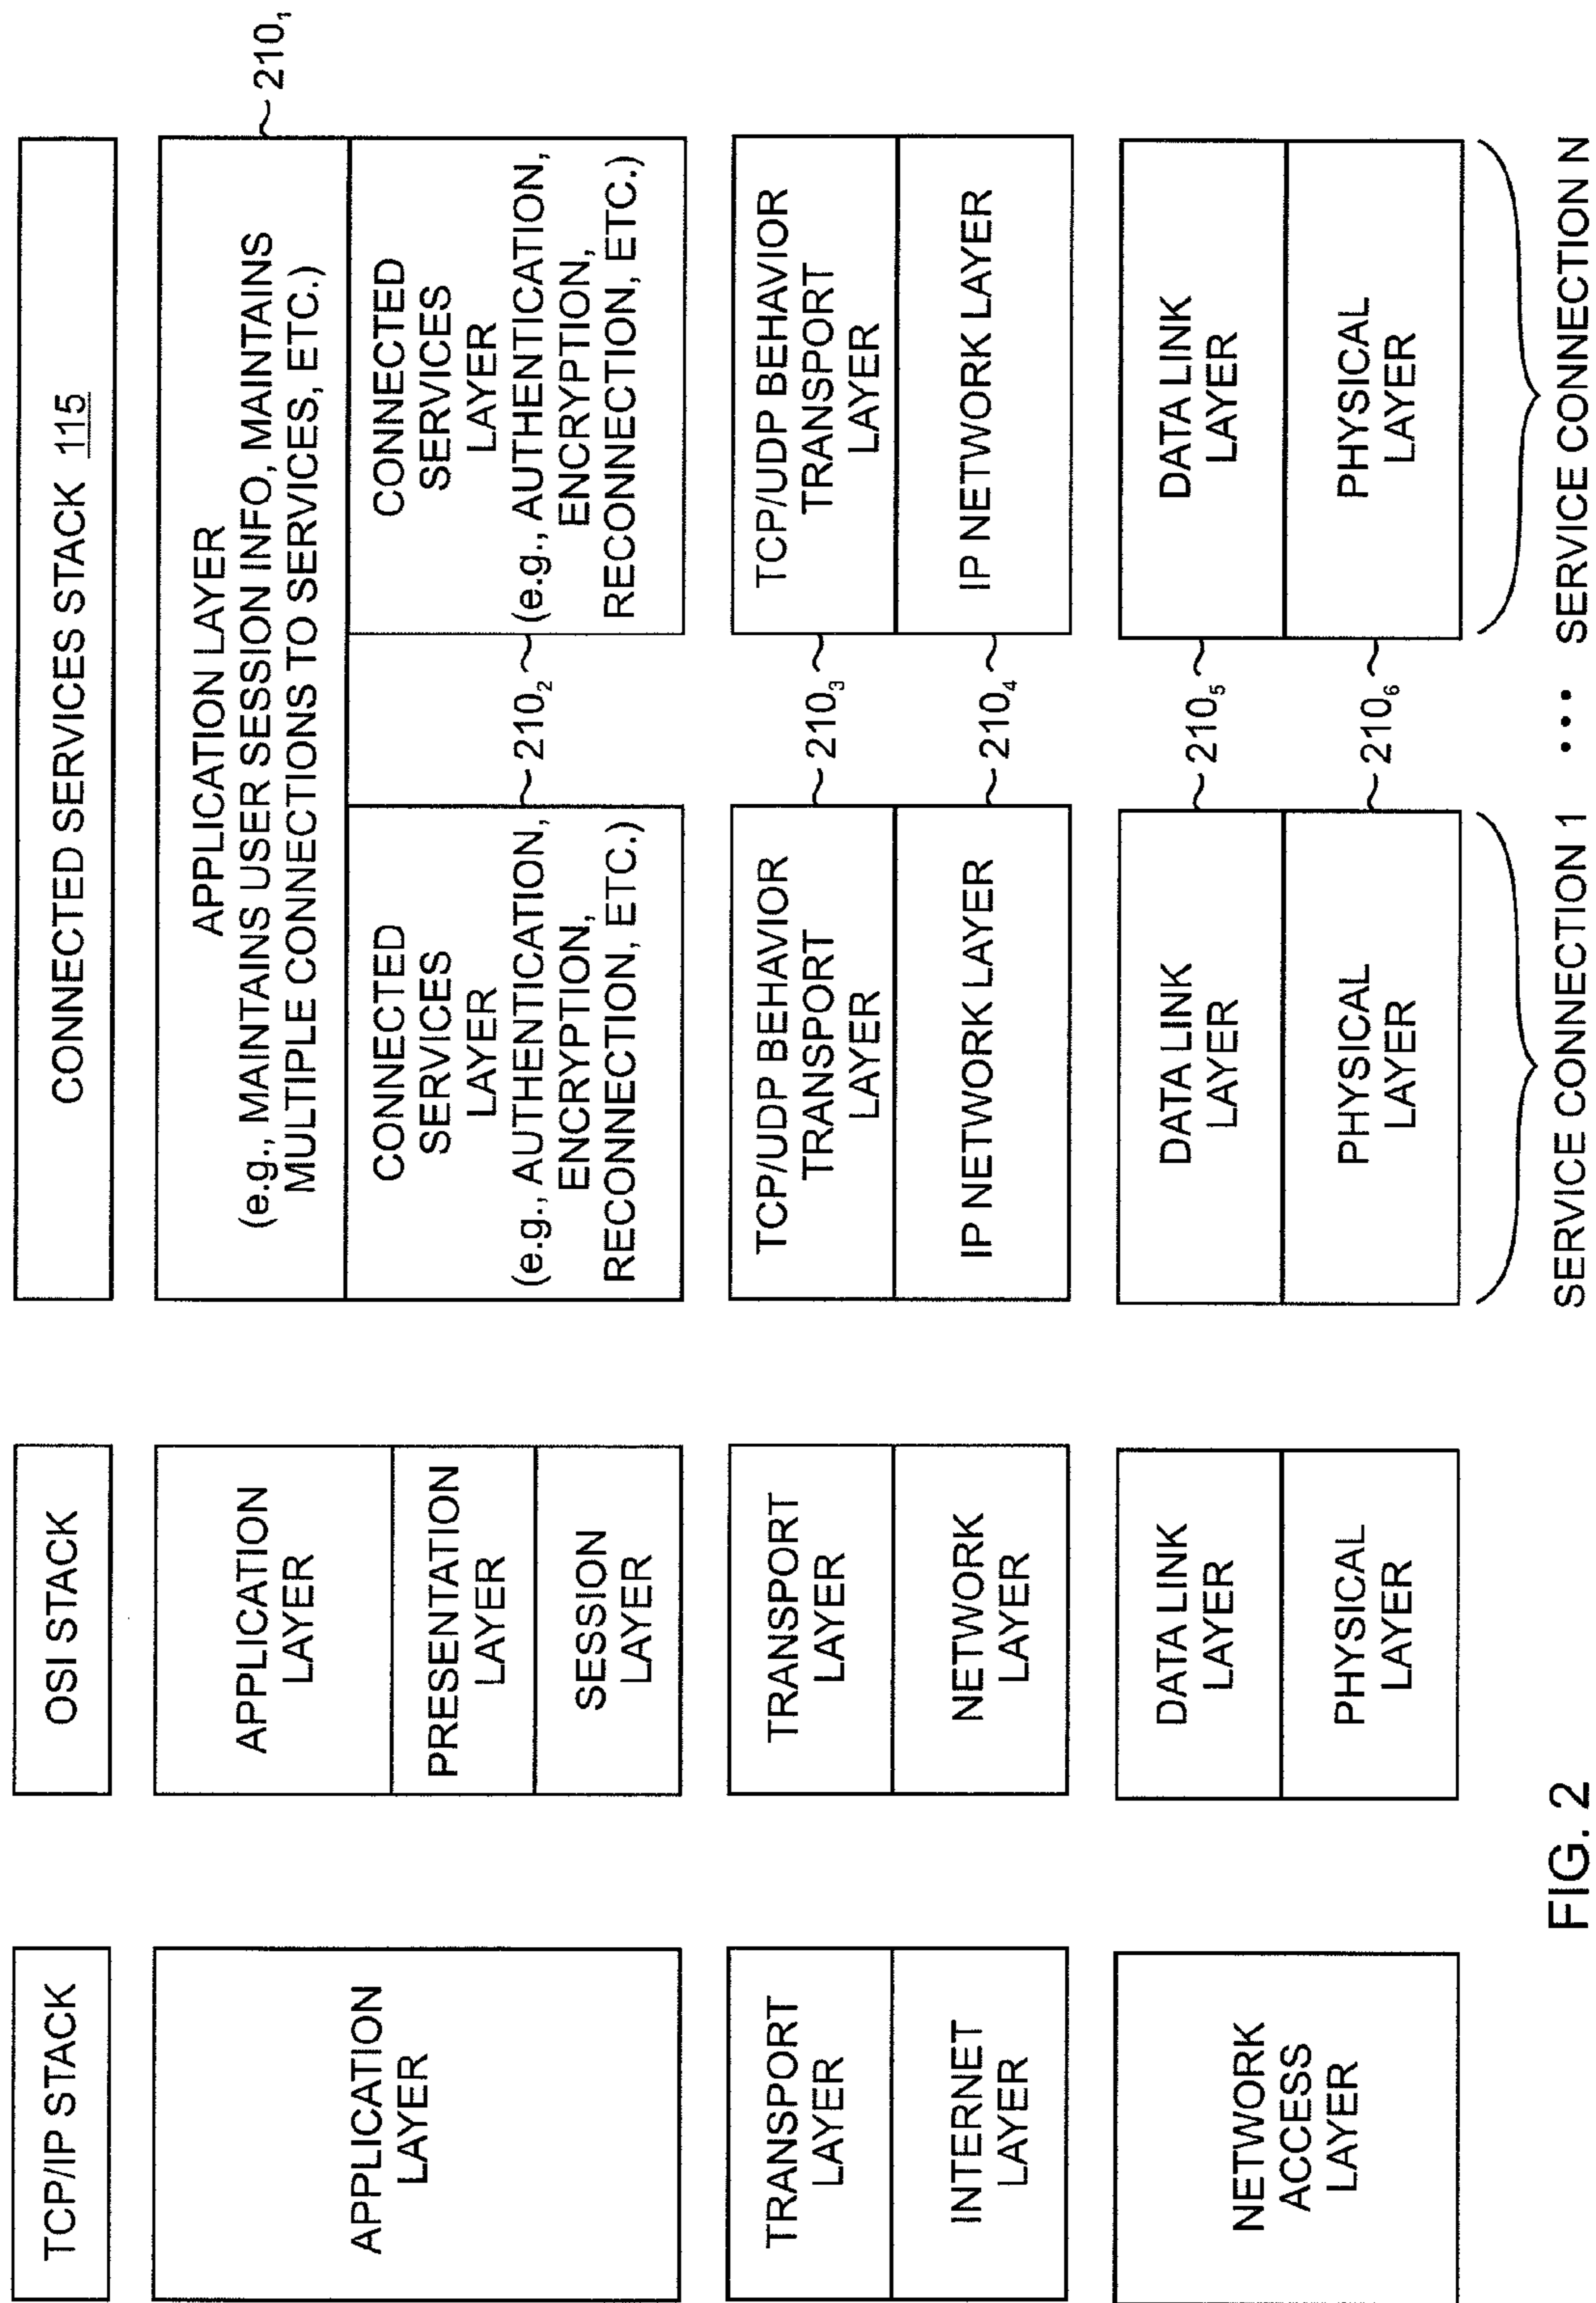 TCP/IP STACK
APPLICATION
LAYER
TRANSPORT
LAYER
INTERNET
LAYER
NETWORK
ACCESS
LAYER
OSI STACK
APPLICATION
LAYER
PRESENTATION
LAYER
SESSION
LAYER
TRANSPORT
LAYER
NETWORK
LAYER
DATA LINK
LAYER
PHYSICAL
LAYER
CONNECTED SERVICES STACK 115
APPLICATION LAYER
(e.g., MAINTAINS USER SESSION INFO, MAINTAINS
MULTIPLE CONNECTIONS TO SERVICES, ETC.)
210₁
CONNECTED
SERVICES
LAYER
(e.g., AUTHENTICATION,
ENCRYPTION,
RECONNECTION, ETC.)
210₂
CONNECTED
SERVICES
LAYER
(e.g., AUTHENTICATION,
ENCRYPTION,
RECONNECTION, ETC.)
TCP/UDP BEHAVIOR
TRANSPORT
LAYER
210₃
TCP/UDP BEHAVIOR
TRANSPORT
LAYER
IP NETWORK LAYER
210₄
IP NETWORK LAYER
DATA LINK
LAYER
210₅
DATA LINK
LAYER
PHYSICAL
LAYER
210₆
PHYSICAL
LAYER
SERVICE CONNECTION 1 ••• SERVICE CONNECTION N
FIG. 2